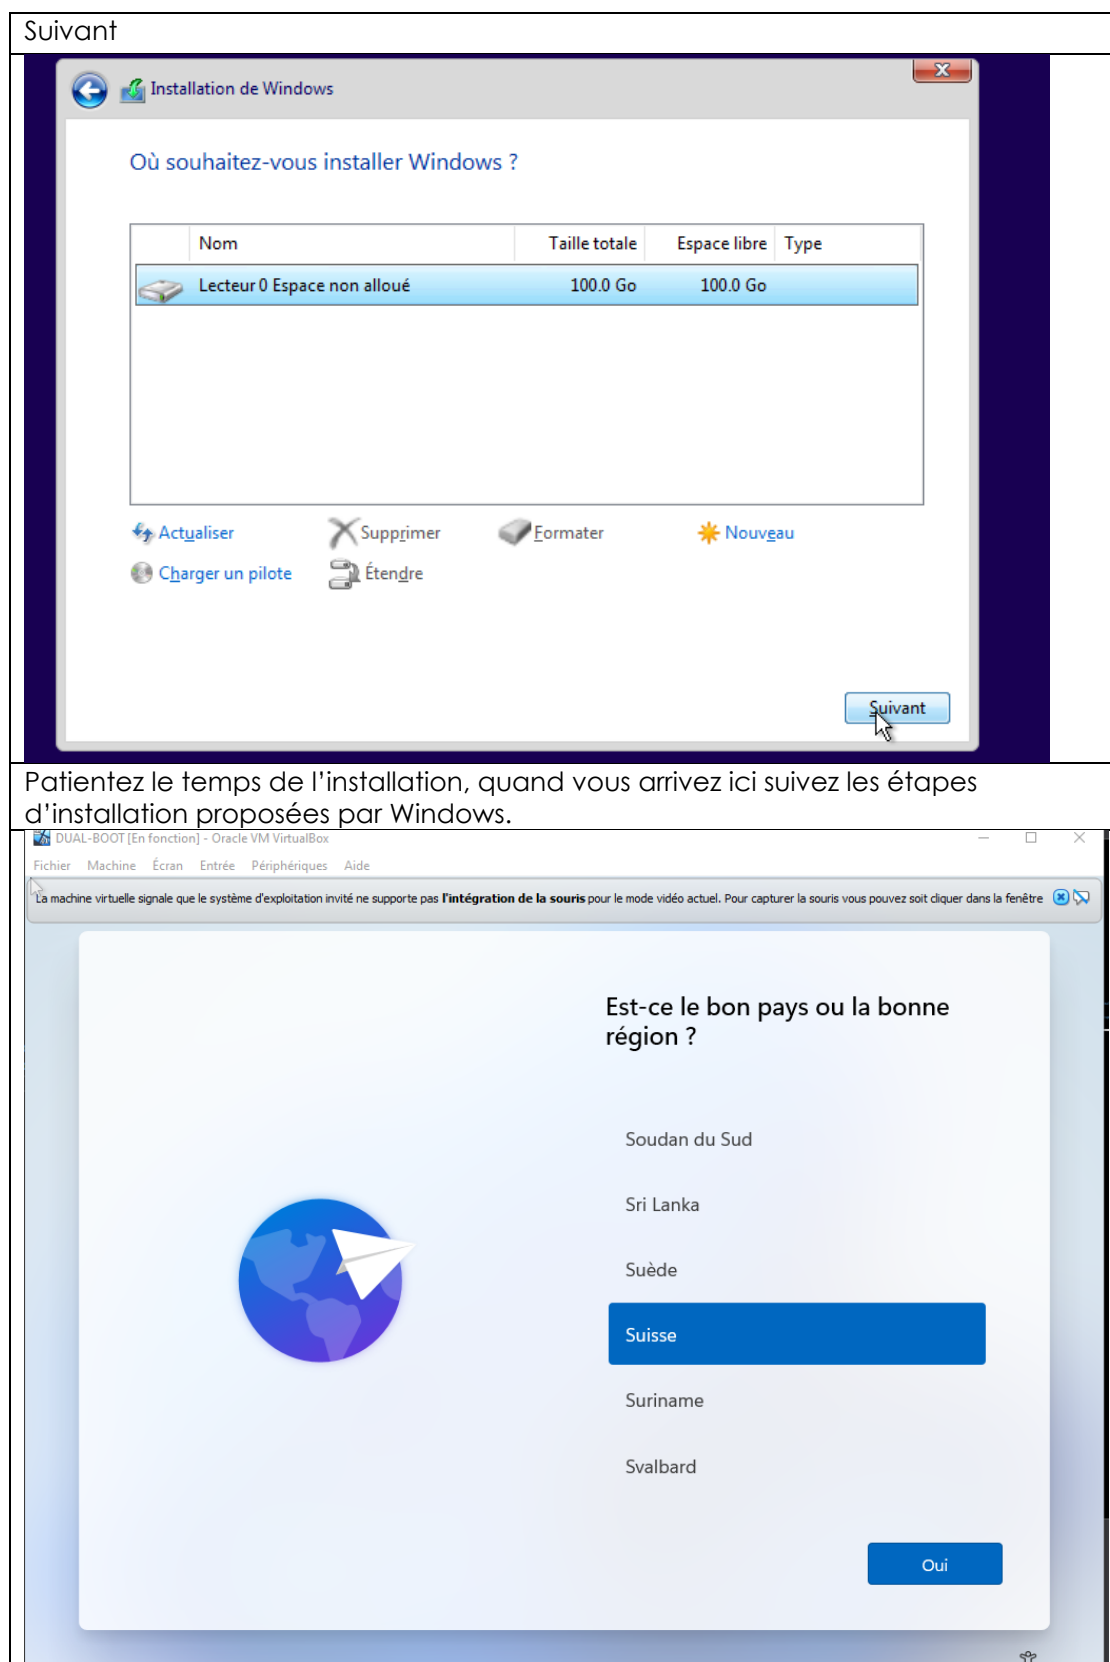 Suivant
Installation de Windows
Où souhaitez-vous installer Windows ?
Nom Taille totale Espace libre Type
Lecteur 0 Espace non alloué 100.0 Go 100.0 Go
Actualiser Supprimer Formater Nouveau
Charger un pilote Étendre
Suivant
Patientez le temps de l’installation, quand vous arrivez ici suivez les étapes
d’installation proposées par Windows.
DUAL-BOOT [En fonction] - Oracle VM VirtualBox
Fichier Machine Écran Entrée Périphériques Aide
La machine virtuelle signale que le système d'exploitation invité ne supporte pas l'intégration de la souris pour le mode vidéo actuel. Pour capturer la souris vous pouvez soit cliquer dans la fenêtre
Est-ce le bon pays ou la bonne
région ?
Soudan du Sud
Sri Lanka
Suède
Suisse
Suriname
Svalbard
Oui